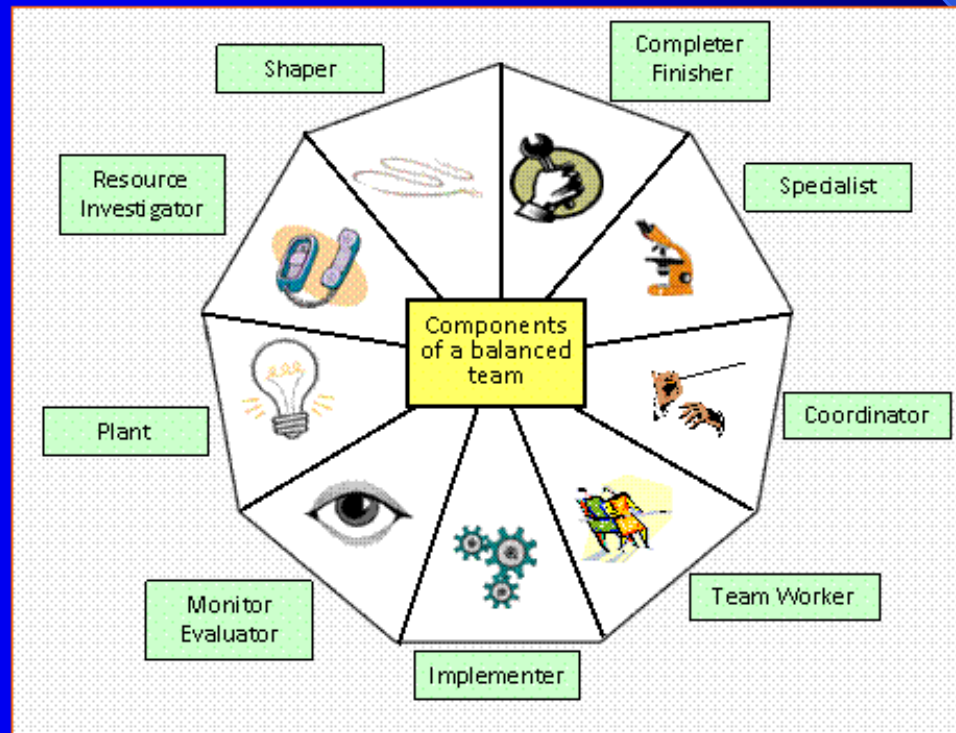 Shaper
Completer
Finisher
Resource
Investigator
Specialist
Components
of a balanced
team
Plant
Coordinator
Monitor
Evaluator
Team Worker
Implementer